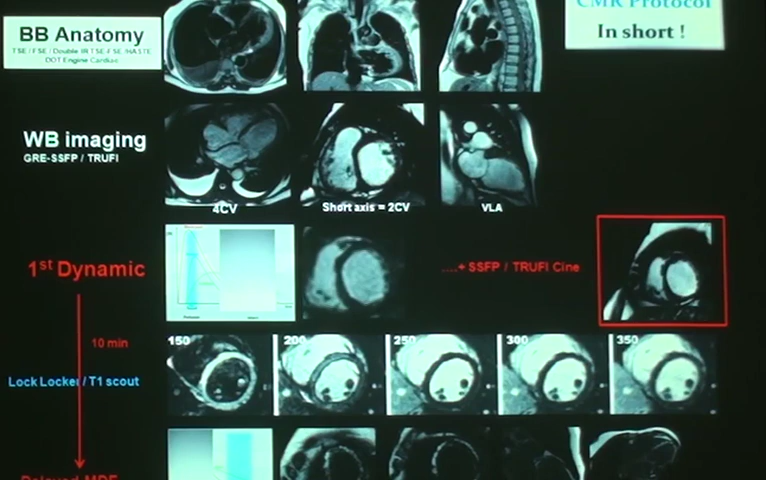 BB Anatomy
TSE / FSE / Double IR TSE FSE /HASTE
DOT Engine Cardiac
CMR Protocol
In short !
WB imaging
GRE-SSFP / TRUFI
4CV
Short axis = 2CV
VLA
1st Dynamic
....+ SSFP / TRUFI Cine
10 min
150
200
250
300
350
Lock Locker / T1 scout
Delayed MDE